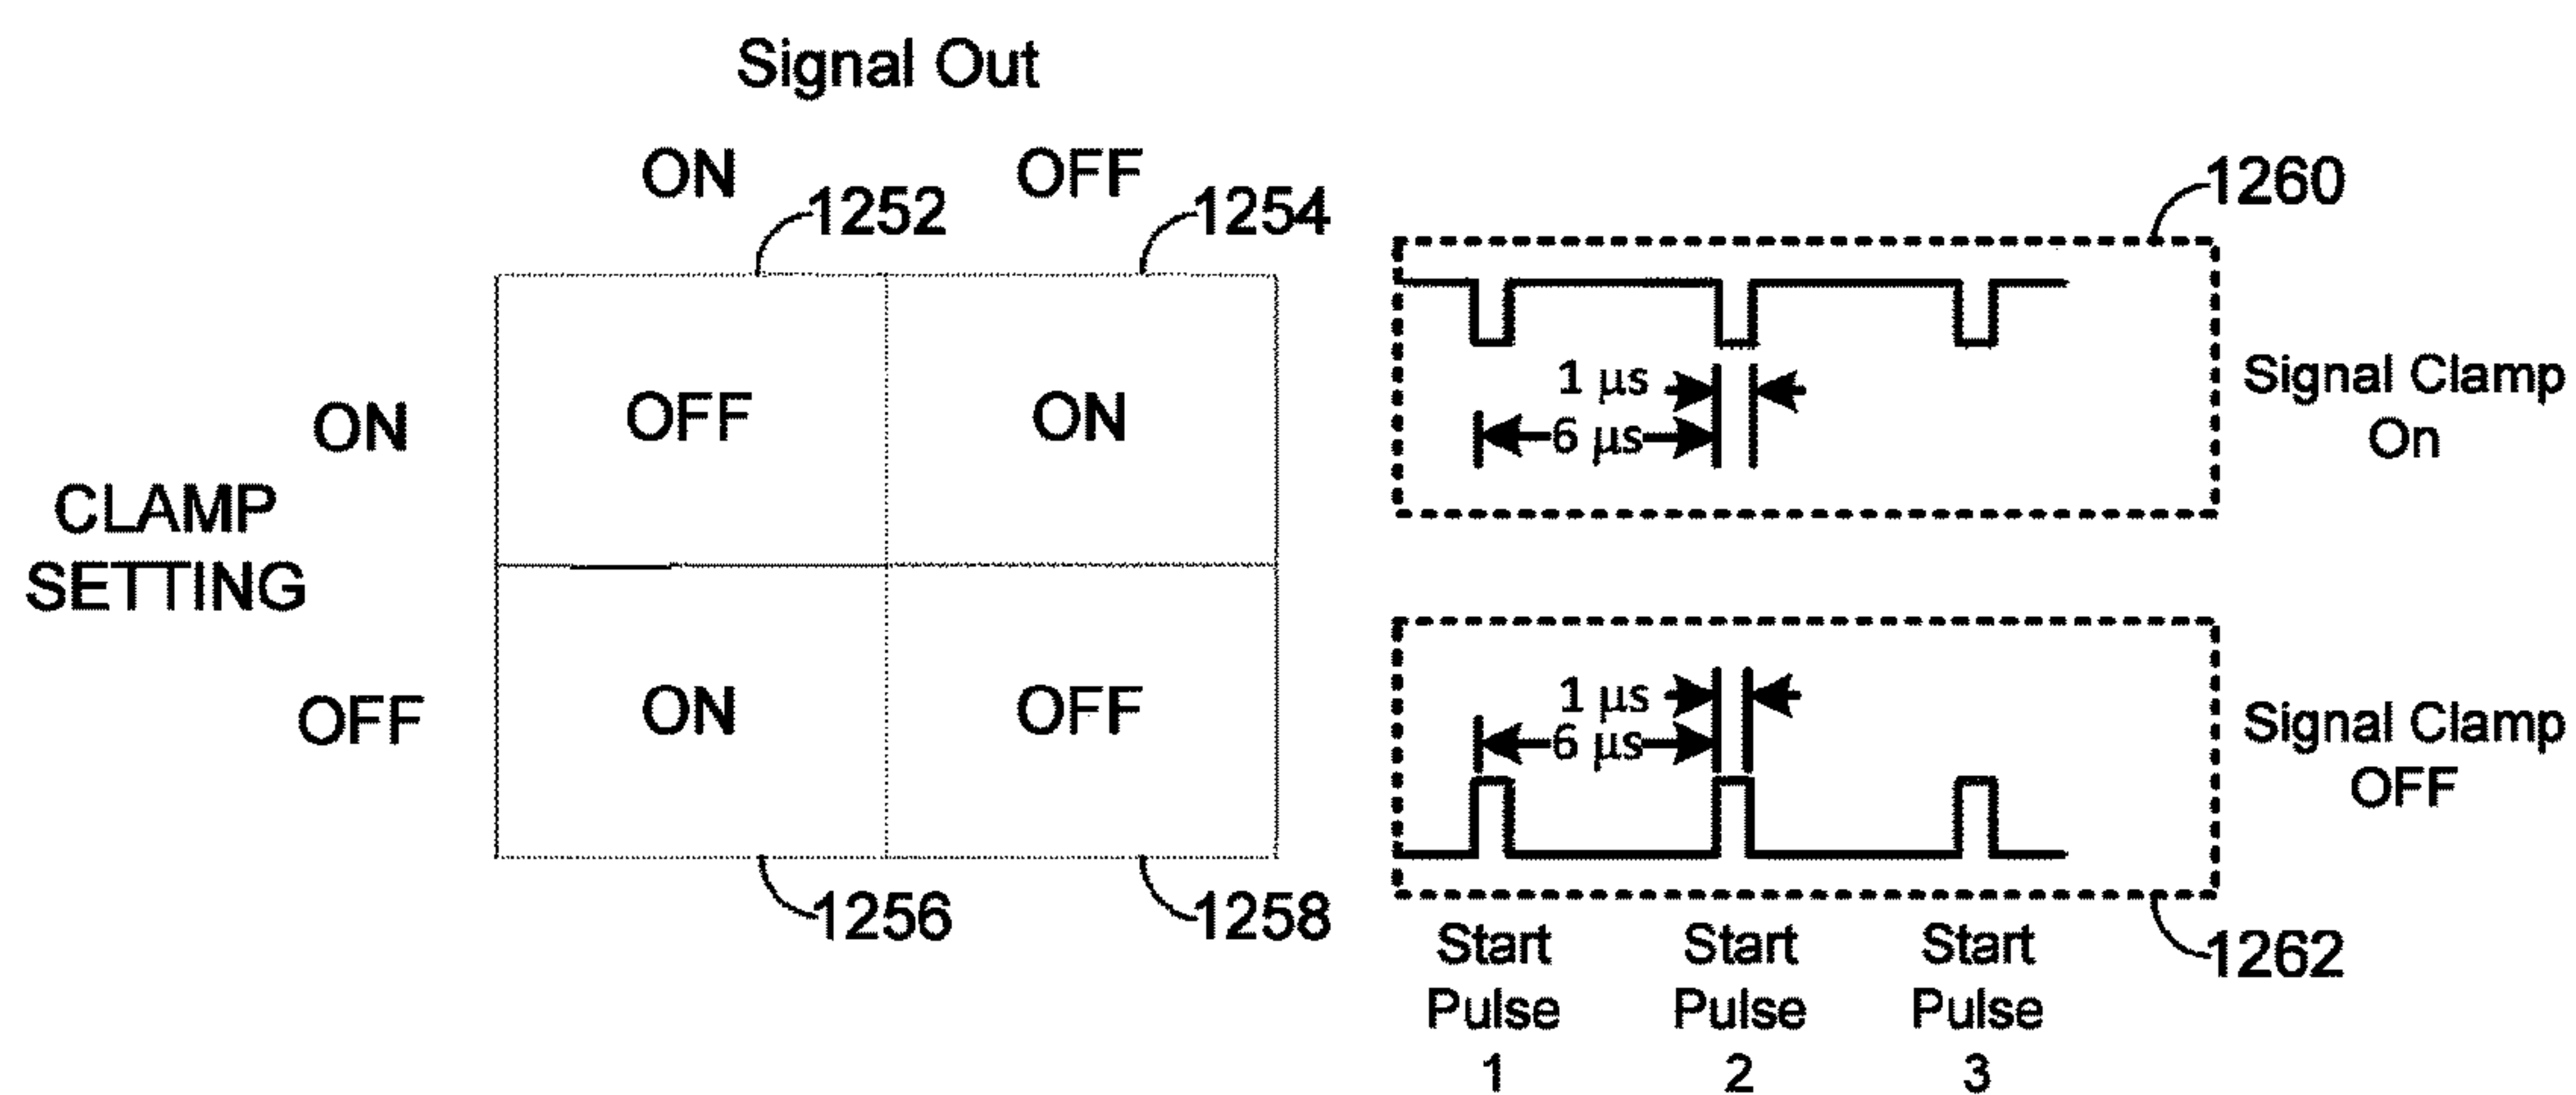 Signal Out
ON OFF
1252 1254
ON OFF ON
CLAMP
SETTING
OFF ON OFF
1256 1258
1260
1 µs
6 µs
Signal Clamp
On
1 µs
6 µs
Signal Clamp
OFF
1262
Start
Pulse
1
Start
Pulse
2
Start
Pulse
3